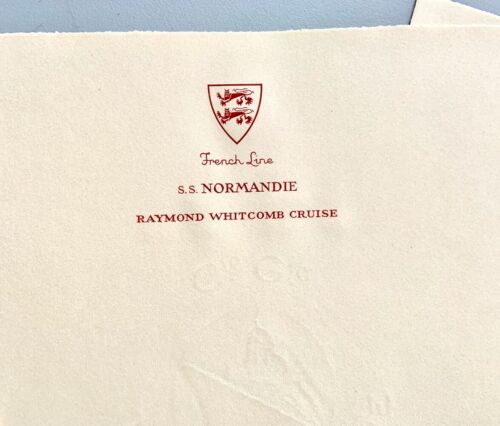 French Line
S.S. NORMANDIE
RAYMOND WHITCOMB CRUISE